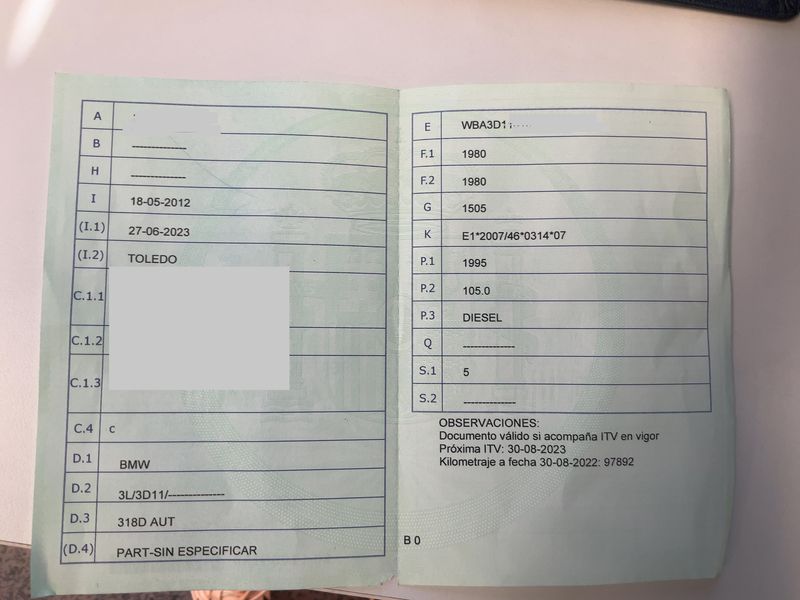 A
B --------------
H --------------
I 18-05-2012
(I.1) 27-06-2023
(I.2) TOLEDO
C.1.1
C.1.2
C.1.3
C.4 c
D.1 BMW
D.2 3L/3D11/--------------
D.3 318D AUT
(D.4) PART-SIN ESPECIFICAR
E WBA3D1
F.1 1980
F.2 1980
G 1505
K E1*2007/46*0314*07
P.1 1995
P.2 105.0
P.3 DIESEL
Q --------------
S.1 5
S.2 --------------
OBSERVACIONES:
Documento válido si acompaña ITV en vigor
Próxima ITV: 30-08-2023
Kilometraje a fecha 30-08-2022: 97892
B 0